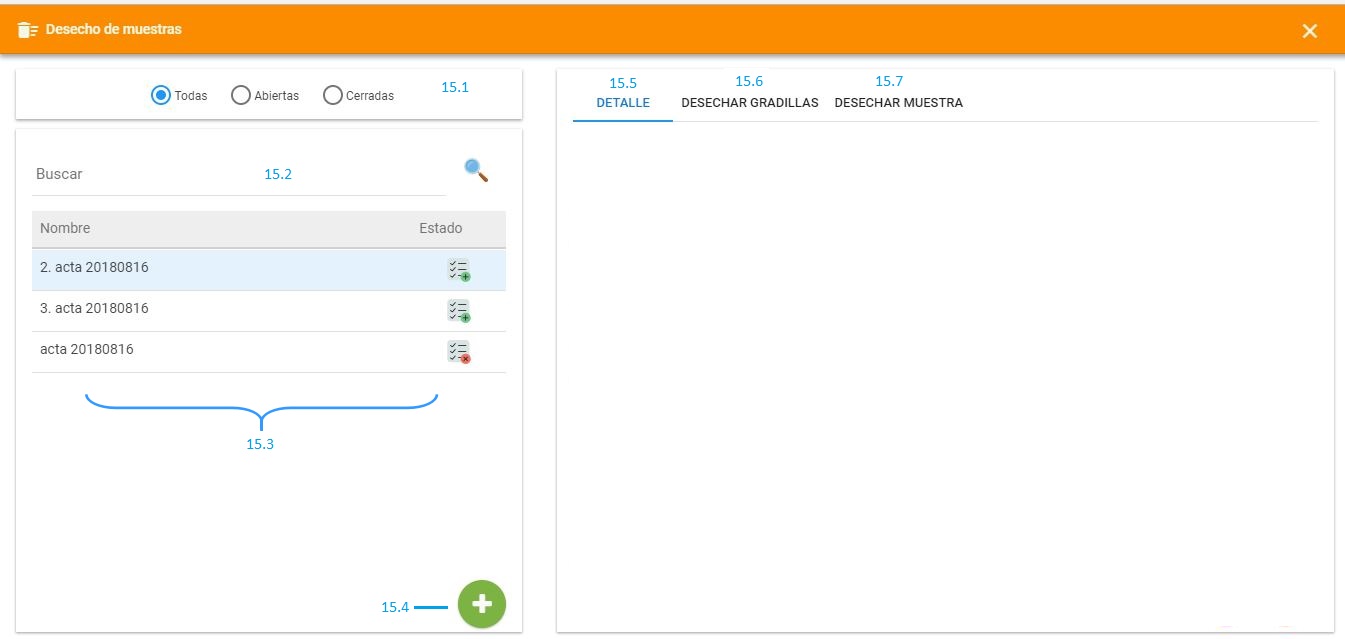 Desecho de muestras
Todas Abiertas Cerradas 15.1
Buscar 15.2
Nombre Estado
2. acta 20180816
3. acta 20180816
acta 20180816
15.3
15.4
15.5 15.6 15.7
DETALLE DESECHAR GRADILLAS DESECHAR MUESTRA